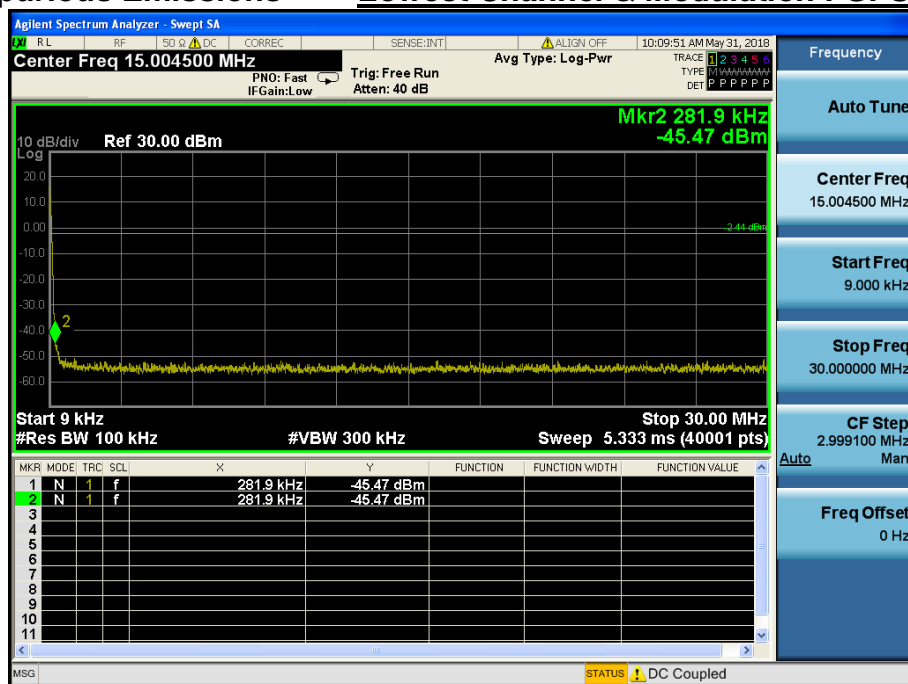 Agilent Spectrum Analyzer - Swept SA
LXI RL RF 50 Ω DC CORREC SENSE:INT ALIGN OFF 10:09:51 AM May 31, 2018
Center Freq 15.004500 MHz
PNO: Fast
IFGain:Low
Trig: Free Run
Atten: 40 dB
Avg Type: Log-Pwr
TRACE 1 2 3 4 5 6
TYPE M WWWWW
DET P P P P P P
Mkr2 281.9 kHz
-45.47 dBm
10 dB/div Ref 30.00 dBm
Log
20.0
10.0
0.00
-2.44 dBm
-10.0
-20.0
-30.0
-40.0
2
-50.0
-60.0
Start 9 kHz Stop 30.00 MHz
#Res BW 100 kHz #VBW 300 kHz Sweep 5.333 ms (40001 pts)
MKR MODE TRC SCL X Y FUNCTION FUNCTION WIDTH FUNCTION VALUE
1 N 1 f 281.9 kHz -45.47 dBm
2 N 1 f 281.9 kHz -45.47 dBm
3
4
5
6
7
8
9
10
11
MSG STATUS DC Coupled
Frequency
Auto Tune
Center Freq
15.004500 MHz
Start Freq
9.000 kHz
Stop Freq
30.000000 MHz
CF Step
2.999100 MHz
Auto Man
Freq Offset
0 Hz